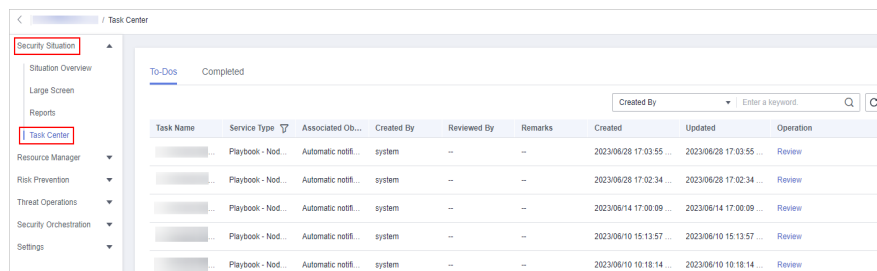 / Task Center
Security Situation
Situation Overview
Large Screen
Reports
Task Center
Resource Manager
Risk Prevention
Threat Operations
Security Orchestration
Settings
To-Dos Completed
Created By Enter a keyword.
Task Name Service Type Associated Ob... Created By Reviewed By Remarks Created Updated Operation
... Playbook - Nod... Automatic notifi... system -- 2023/06/28 17:03:55 ... 2023/06/28 17:03:55 ... Review
... Playbook - Nod... Automatic notifi... system -- 2023/06/28 17:02:34 ... 2023/06/28 17:02:34 ... Review
... Playbook - Nod... Automatic notifi... system -- 2023/06/14 17:00:09 ... 2023/06/14 17:00:09 ... Review
... Playbook - Nod... Automatic notifi... system -- 2023/06/10 15:13:57 ... 2023/06/10 15:13:57 ... Review
... Playbook - Nod... Automatic notifi... system -- 2023/06/10 10:18:14 ... 2023/06/10 10:18:14 ... Review